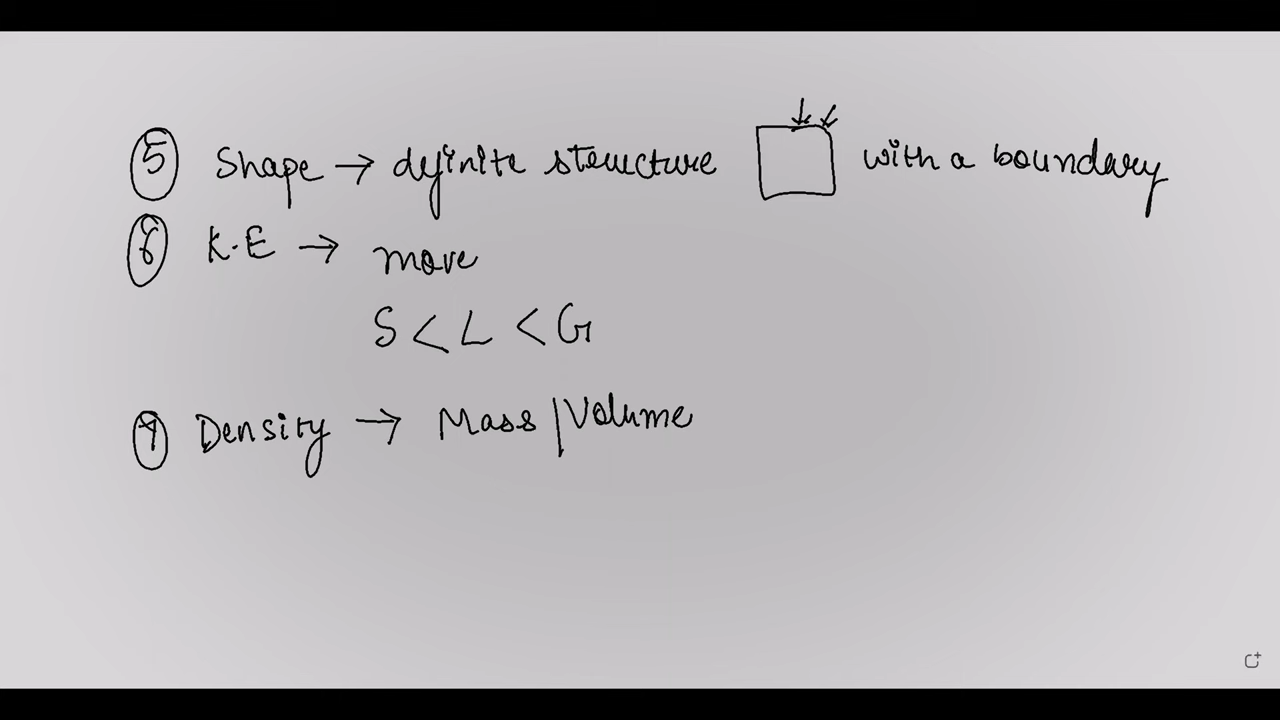 5 Shape → definite structure with a boundary
6 K.E → move
S < L < G
7 Density → Mass/Volume